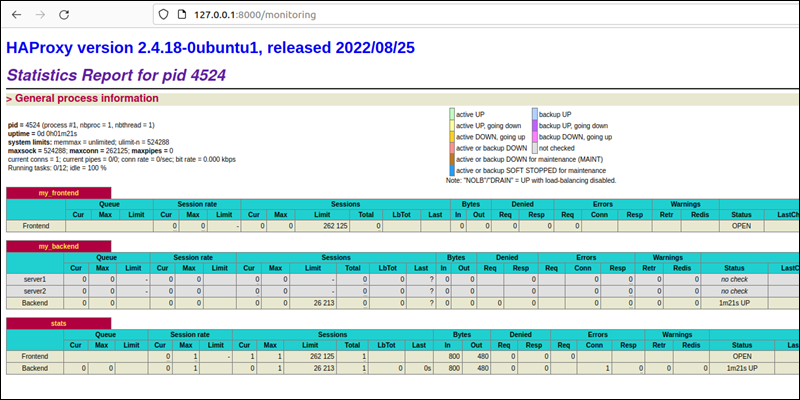 127.0.0.1:8000/monitoring
HAProxy version 2.4.18-0ubuntu1, released 2022/08/25
Statistics Report for pid 4524
> General process information
pid = 4524 (process #1, nbproc = 1, nbthread = 1)
uptime = 0d 0h01m21s
system limits: memmax = unlimited; ulimit-n = 524288
maxsock = 524288; maxconn = 262125; maxpipes = 0
current conns = 1; current pipes = 0/0; conn rate = 0/sec; bit rate = 0.000 kbps
Running tasks: 0/12; idle = 100 %
active UP backup UP
active UP, going down backup UP, going down
active DOWN, going up backup DOWN, going up
active or backup DOWN not checked
active or backup DOWN for maintenance (MAINT)
active or backup SOFT STOPPED for maintenance
Note: "NOLB"/"DRAIN" = UP with load-balancing disabled.
my_frontend
Queue Session rate Sessions Bytes Denied Errors Warnings
Cur Max Limit Cur Max Limit Cur Max Limit Total LbTot Last In Out Req Resp Req Conn Resp Retr Redis Status LastCh
Frontend 0 0 - 0 0 262 125 0 0 0 0 0 0 OPEN
my_backend
Queue Session rate Sessions Bytes Denied Errors Warnings
Cur Max Limit Cur Max Limit Cur Max Limit Total LbTot Last In Out Req Resp Req Conn Resp Retr Redis Status LastC
server1 0 0 - 0 0 0 0 - 0 0 ? 0 0 0 0 0 0 0 no check
server2 0 0 - 0 0 0 0 - 0 0 ? 0 0 0 0 0 0 0 no check
Backend 0 0 0 0 0 0 26 213 0 0 ? 0 0 0 0 0 0 0 0 1m21s UP
stats
Queue Session rate Sessions Bytes Denied Errors Warnings
Cur Max Limit Cur Max Limit Cur Max Limit Total LbTot Last In Out Req Resp Req Conn Resp Retr Redis Status Las
Frontend 0 1 - 1 1 262 125 1 800 480 0 0 0 OPEN
Backend 0 0 0 1 0 1 26 213 1 0 0s 800 480 0 0 1 0 0 0 1m21s UP